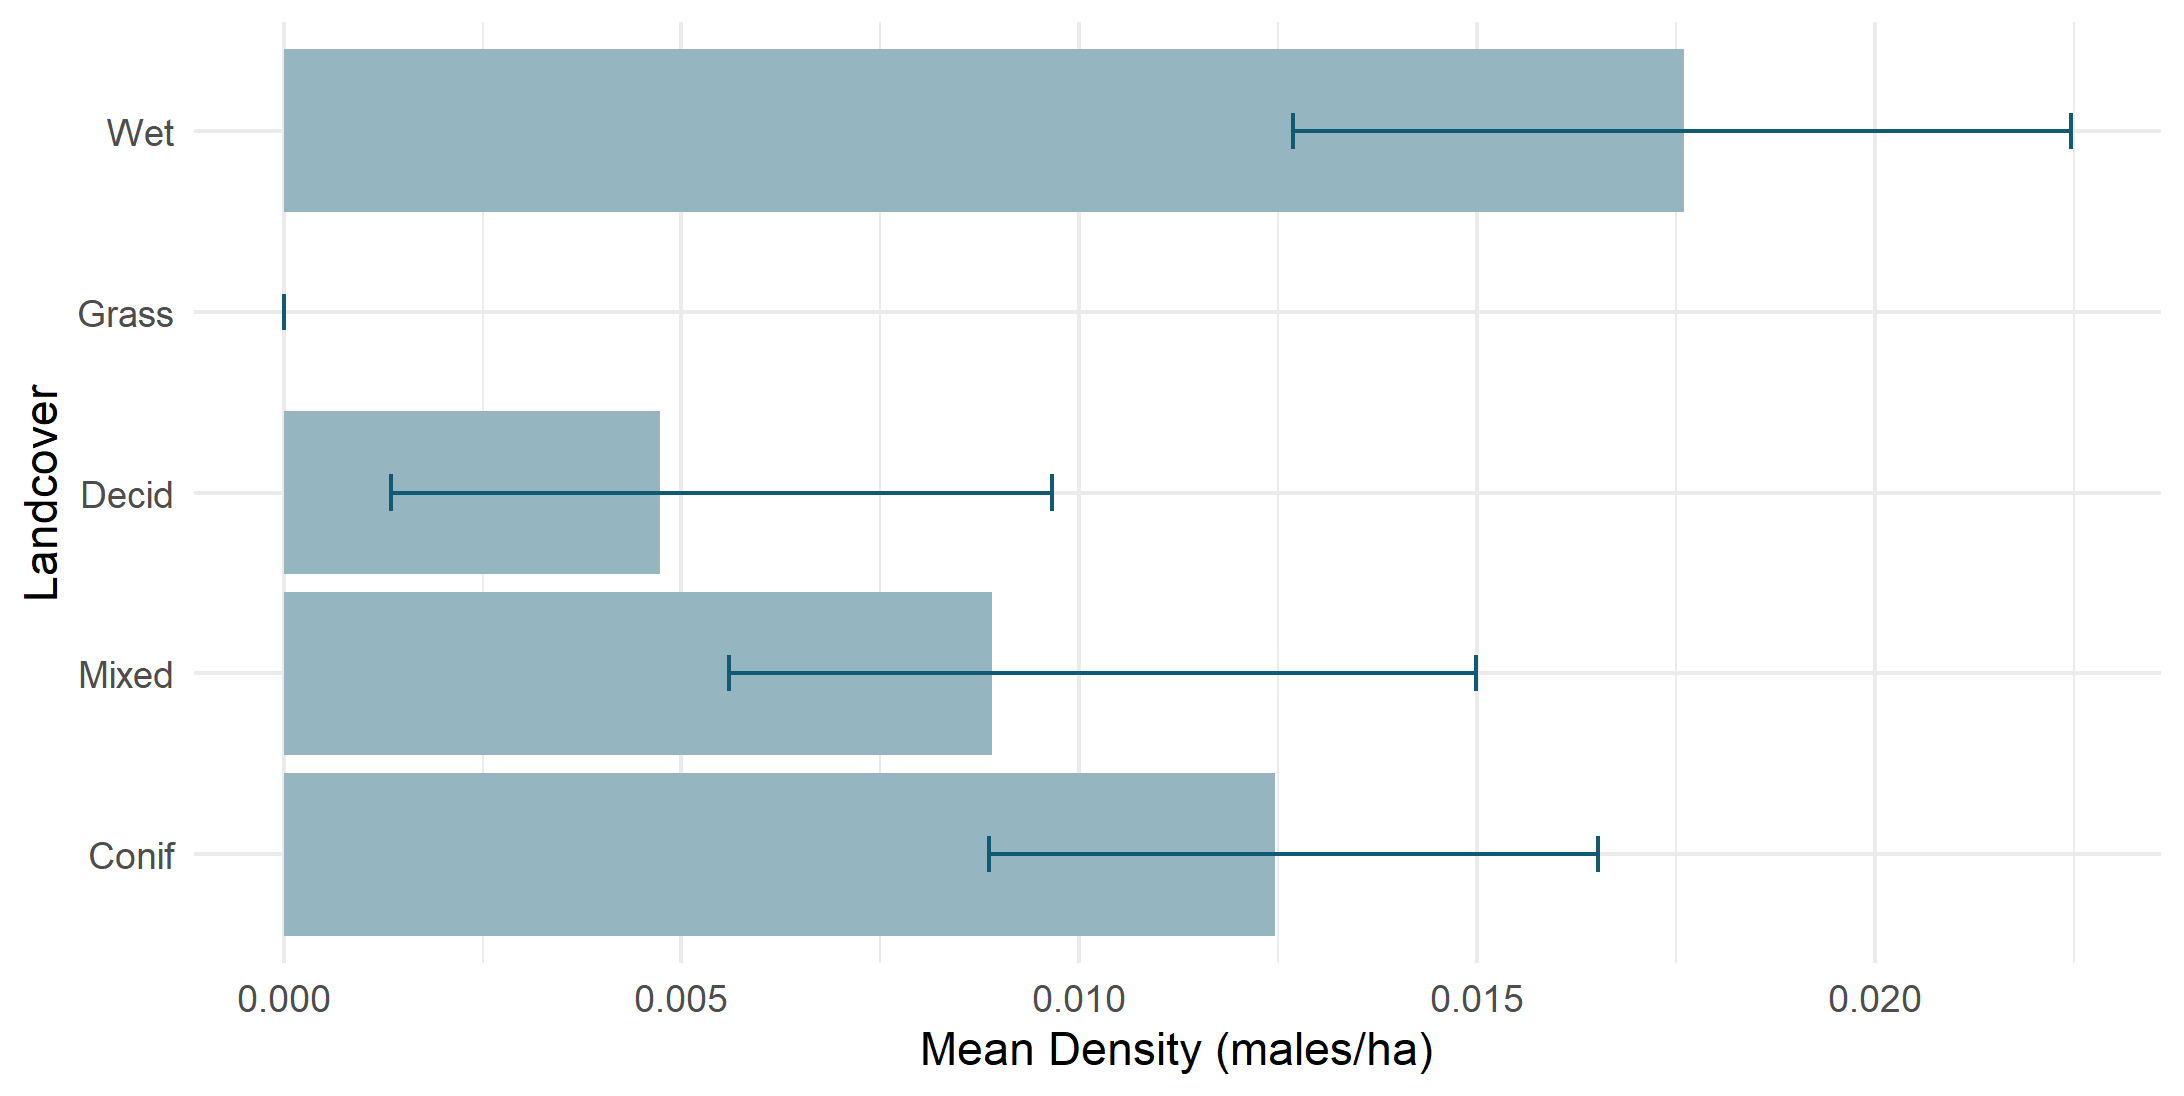 Wet
Grass
Decid
Mixed
Conif
Landcover
0.000 0.005 0.010 0.015 0.020
Mean Density (males/ha)